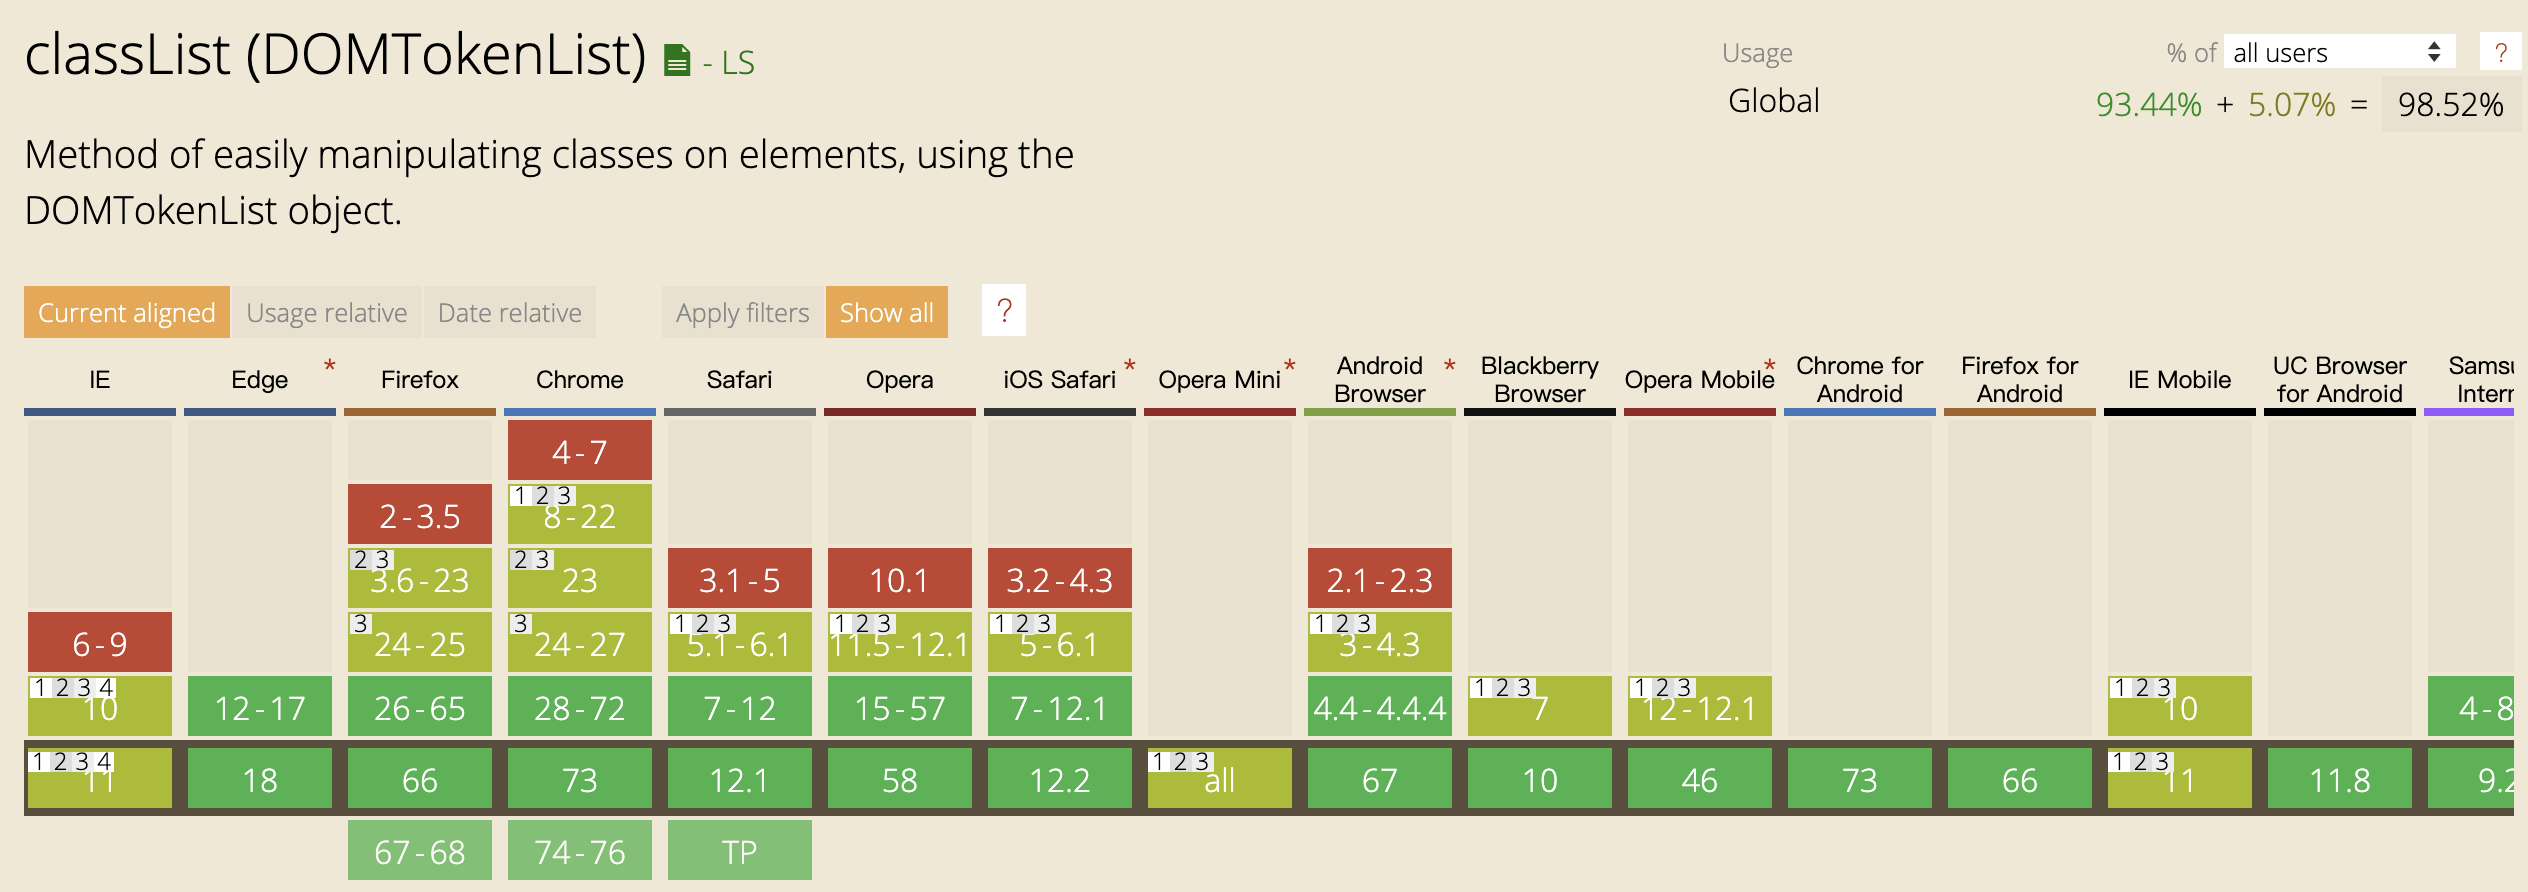 classList (DOMTokenList) - LS
Usage % of all users ?
Global 93.44% + 5.07% = 98.52%
Method of easily manipulating classes on elements, using the
DOMTokenList object.
Current aligned Usage relative Date relative Apply filters Show all ?
IE Edge * Firefox Chrome Safari Opera iOS Safari * Opera Mini * Android Browser * Blackberry Browser Opera Mobile * Chrome for Android Firefox for Android IE Mobile UC Browser for Android
4-7
2-3.5 1 2 3 8-22
2 3 3.6-23 2 3 23 3.1-5 10.1 3.2-4.3 2.1-2.3
6-9 3 24-25 3 24-27 1 2 3 5.1-6.1 1 2 3 11.5-12.1 1 2 3 5-6.1 1 2 3 3-4.3
1 2 3 4 10 12-17 26-65 28-72 7-12 15-57 7-12.1 4.4-4.4.4 1 2 3 7 1 2 3 12-12.1 1 2 3 10 4-8
1 2 3 4 11 18 66 73 12.1 58 12.2 1 2 3 all 67 10 46 73 66 1 2 3 11 11.8 9.2
67-68 74-76 TP